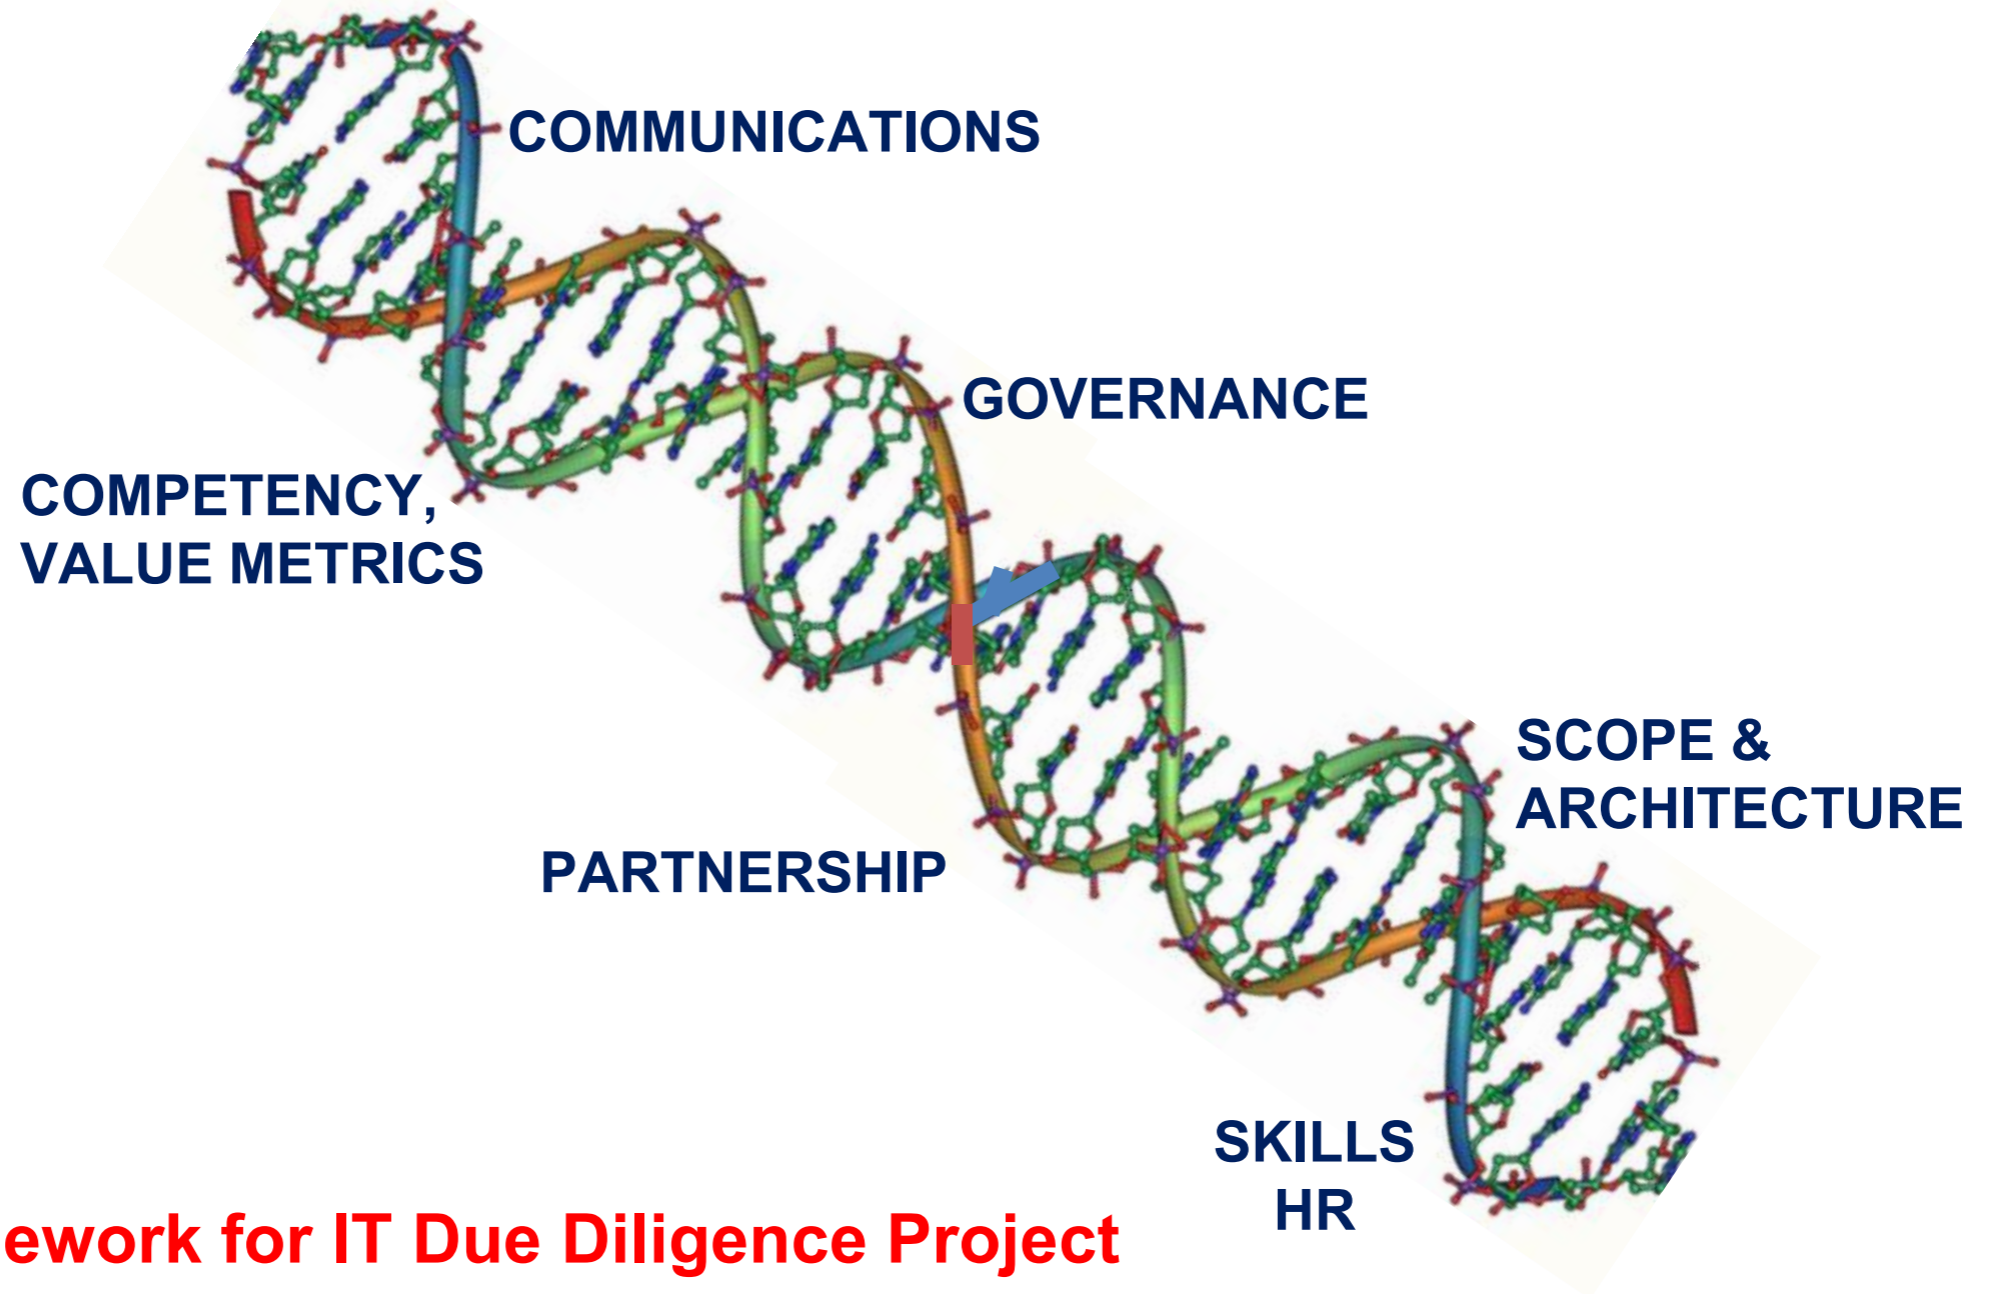 COMMUNICATIONS
GOVERNANCE
COMPETENCY,
VALUE METRICS
SCOPE &
ARCHITECTURE
PARTNERSHIP
SKILLS
HR
ework for IT Due Diligence Project